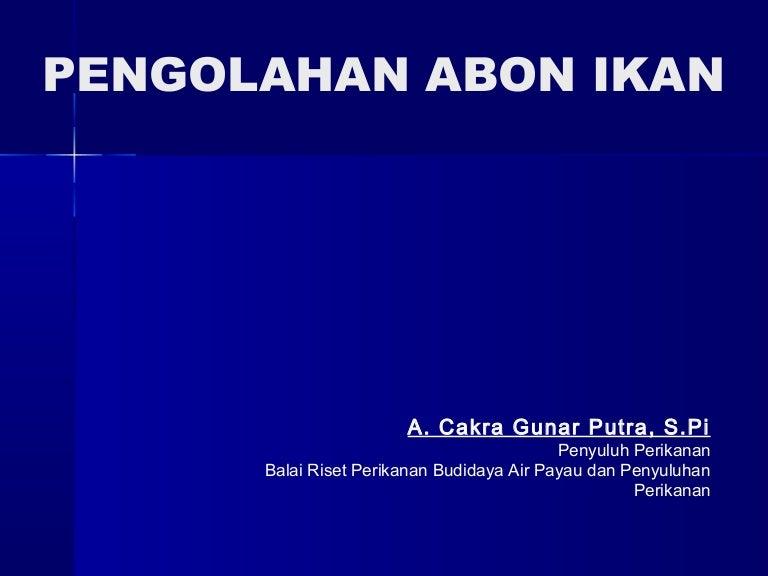 PENGOLAHAN ABON IKAN
A. Cakra Gunar Putra, S.Pi
Penyuluh Perikanan
Balai Riset Perikanan Budidaya Air Payau dan Penyuluhan
Perikanan